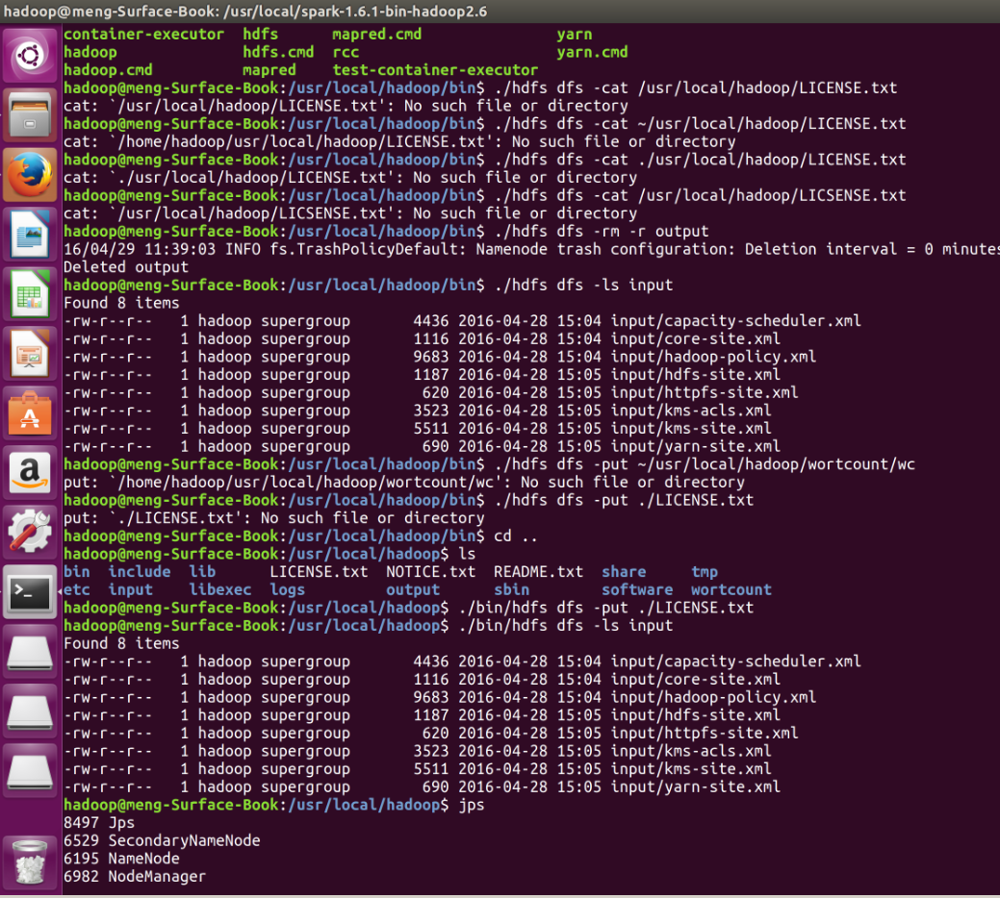 hadoop@meng-Surface-Book: /usr/local/spark-1.6.1-bin-hadoop2.6
container-executor hdfs mapred.cmd yarn
hadoop hdfs.cmd rcc yarn.cmd
hadoop.cmd mapred test-container-executor
hadoop@meng-Surface-Book:/usr/local/hadoop/bin$ ./hdfs dfs -cat /usr/local/hadoop/LICENSE.txt
cat: `/usr/local/hadoop/LICENSE.txt': No such file or directory
hadoop@meng-Surface-Book:/usr/local/hadoop/bin$ ./hdfs dfs -cat ~/usr/local/hadoop/LICENSE.txt
cat: `/home/hadoop/usr/local/hadoop/LICENSE.txt': No such file or directory
hadoop@meng-Surface-Book:/usr/local/hadoop/bin$ ./hdfs dfs -cat ./usr/local/hadoop/LICENSE.txt
cat: `./usr/local/hadoop/LICENSE.txt': No such file or directory
hadoop@meng-Surface-Book:/usr/local/hadoop/bin$ ./hdfs dfs -cat /usr/local/hadoop/LICSENSE.txt
cat: `/usr/local/hadoop/LICSENSE.txt': No such file or directory
hadoop@meng-Surface-Book:/usr/local/hadoop/bin$ ./hdfs dfs -rm -r output
16/04/29 11:39:03 INFO fs.TrashPolicyDefault: Namenode trash configuration: Deletion interval = 0 minutes
Deleted output
hadoop@meng-Surface-Book:/usr/local/hadoop/bin$ ./hdfs dfs -ls input
Found 8 items
-rw-r--r-- 1 hadoop supergroup 4436 2016-04-28 15:04 input/capacity-scheduler.xml
-rw-r--r-- 1 hadoop supergroup 1116 2016-04-28 15:04 input/core-site.xml
-rw-r--r-- 1 hadoop supergroup 9683 2016-04-28 15:04 input/hadoop-policy.xml
-rw-r--r-- 1 hadoop supergroup 1187 2016-04-28 15:05 input/hdfs-site.xml
-rw-r--r-- 1 hadoop supergroup 620 2016-04-28 15:05 input/httpfs-site.xml
-rw-r--r-- 1 hadoop supergroup 3523 2016-04-28 15:05 input/kms-acls.xml
-rw-r--r-- 1 hadoop supergroup 5511 2016-04-28 15:05 input/kms-site.xml
-rw-r--r-- 1 hadoop supergroup 690 2016-04-28 15:05 input/yarn-site.xml
hadoop@meng-Surface-Book:/usr/local/hadoop/bin$ ./hdfs dfs -put ~/usr/local/hadoop/wortcount/wc
put: `/home/hadoop/usr/local/hadoop/wortcount/wc': No such file or directory
hadoop@meng-Surface-Book:/usr/local/hadoop/bin$ ./hdfs dfs -put ./LICENSE.txt
put: `./LICENSE.txt': No such file or directory
hadoop@meng-Surface-Book:/usr/local/hadoop/bin$ cd ..
hadoop@meng-Surface-Book:/usr/local/hadoop$ ls
bin include lib LICENSE.txt NOTICE.txt README.txt share tmp
etc input libexec logs output sbin software wortcount
hadoop@meng-Surface-Book:/usr/local/hadoop$ ./bin/hdfs dfs -put ./LICENSE.txt
hadoop@meng-Surface-Book:/usr/local/hadoop$ ./bin/hdfs dfs -ls input
Found 8 items
-rw-r--r-- 1 hadoop supergroup 4436 2016-04-28 15:04 input/capacity-scheduler.xml
-rw-r--r-- 1 hadoop supergroup 1116 2016-04-28 15:04 input/core-site.xml
-rw-r--r-- 1 hadoop supergroup 9683 2016-04-28 15:04 input/hadoop-policy.xml
-rw-r--r-- 1 hadoop supergroup 1187 2016-04-28 15:05 input/hdfs-site.xml
-rw-r--r-- 1 hadoop supergroup 620 2016-04-28 15:05 input/httpfs-site.xml
-rw-r--r-- 1 hadoop supergroup 3523 2016-04-28 15:05 input/kms-acls.xml
-rw-r--r-- 1 hadoop supergroup 5511 2016-04-28 15:05 input/kms-site.xml
-rw-r--r-- 1 hadoop supergroup 690 2016-04-28 15:05 input/yarn-site.xml
hadoop@meng-Surface-Book:/usr/local/hadoop$ jps
8497 Jps
6529 SecondaryNameNode
6195 NameNode
6982 NodeManager